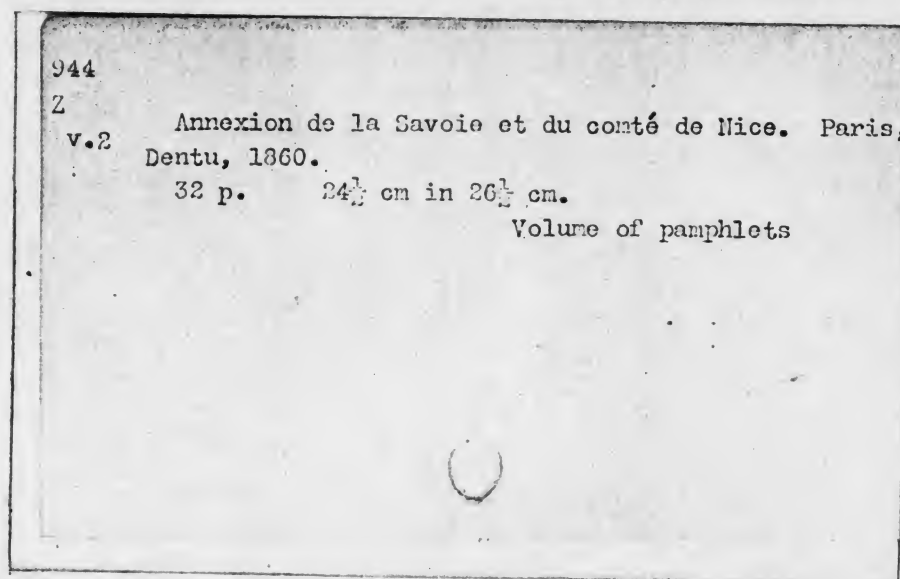 944
Z
v.2 Annexion de la Savoie et du comté de Nice. Paris,
Dentu, 1860.
32 p. 24½ cm in 26½ cm.
Volume of pamphlets